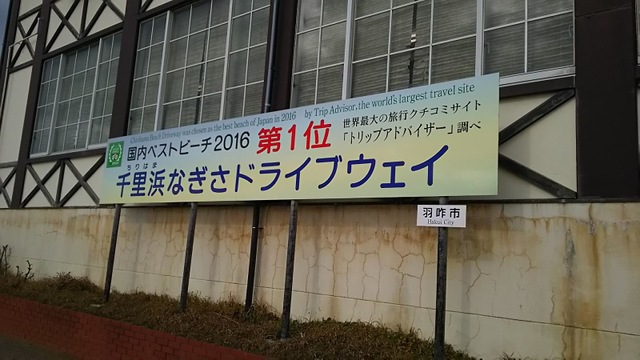 Chirihama Beach Driveway was chosen as the best beach of Japan in 2016 by Trip Advisor,the world's largest travel site
国内ベストビーチ2016 第1位
世界最大の旅行クチコミサイト
「トリップアドバイザー」調べ
ちりはま
千里浜なぎさドライブウェイ
羽咋市
Hakui City